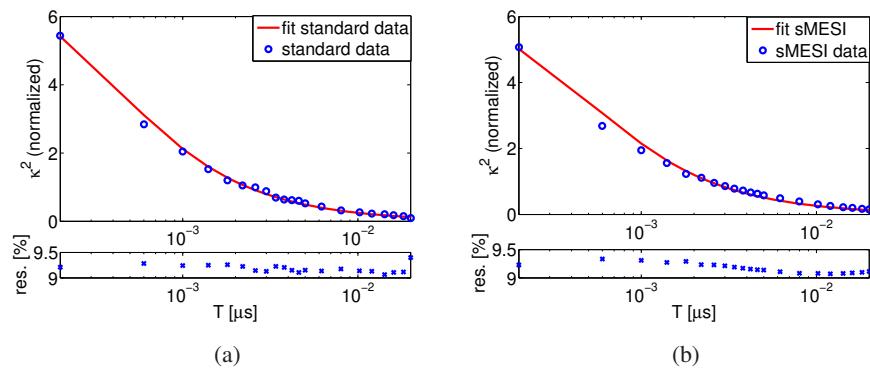 6
4
2
0
κ² (normalized)
fit standard data
standard data
10⁻³
10⁻²
9.5
9
res. [%]
10⁻³
10⁻²
T [μs]
(a)
6
4
2
0
κ² (normalized)
fit sMESI
sMESI data
10⁻³
10⁻²
9.5
9
res. [%]
10⁻³
10⁻²
T [μs]
(b)